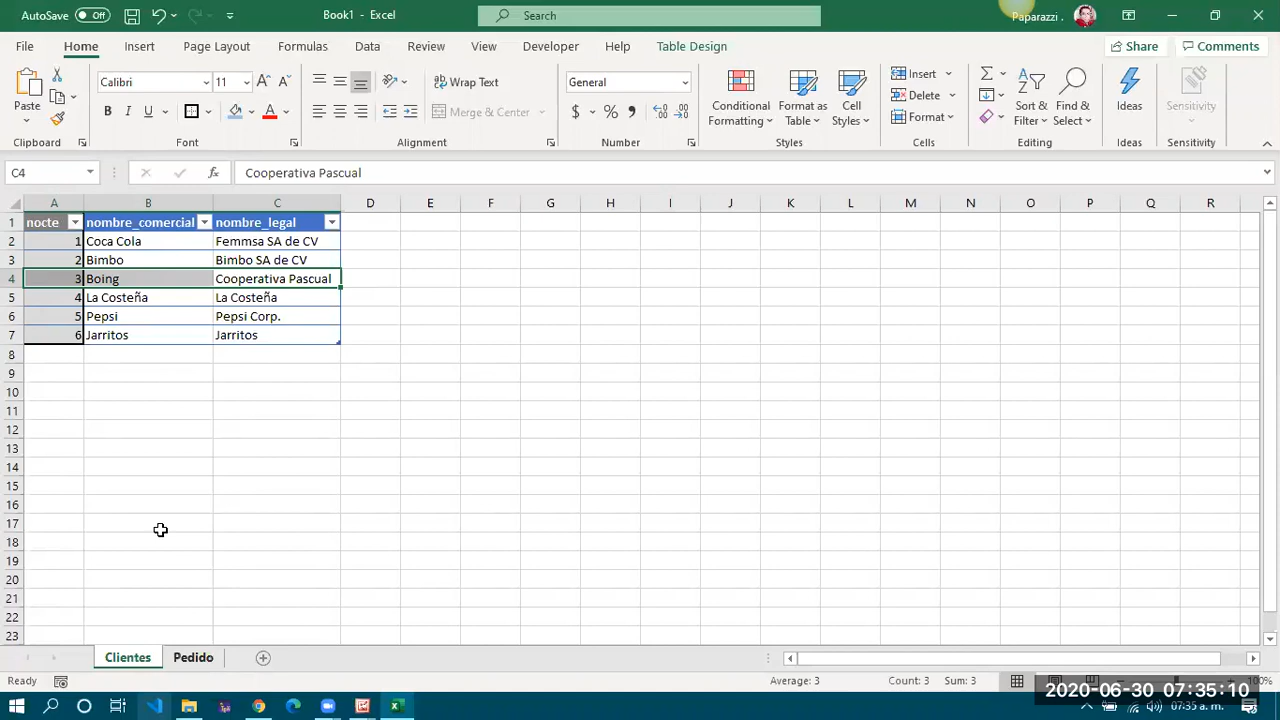 AutoSave Off Book1 - Excel Search Paparazzi .
File Home Insert Page Layout Formulas Data Review View Developer Help Table Design Share Comments
Paste Calibri 11 Wrap Text General Conditional Formatting Format as Table Cell Styles Insert Delete Format Sort & Filter Find & Select Ideas Sensitivity
Merge & Center
Clipboard Font Alignment Number Styles Cells Editing Ideas Sensitivity
C4 fx Cooperativa Pascual
A B C D E F G H I J K L M N O P Q R
1 nocte nombre_comercial nombre_legal
2 1 Coca Cola Femmsa SA de CV
3 2 Bimbo Bimbo SA de CV
4 3 Boing Cooperativa Pascual
5 4 La Costeña La Costeña
6 5 Pepsi Pepsi Corp.
7 6 Jarritos Jarritos
8
9
10
11
12
13
14
15
16
17
18
19
20
21
22
23
Clientes Pedido
Ready Average: 3 Count: 3 Sum: 3 100%
2020-06-30 07:35:10
07:35 a. m.